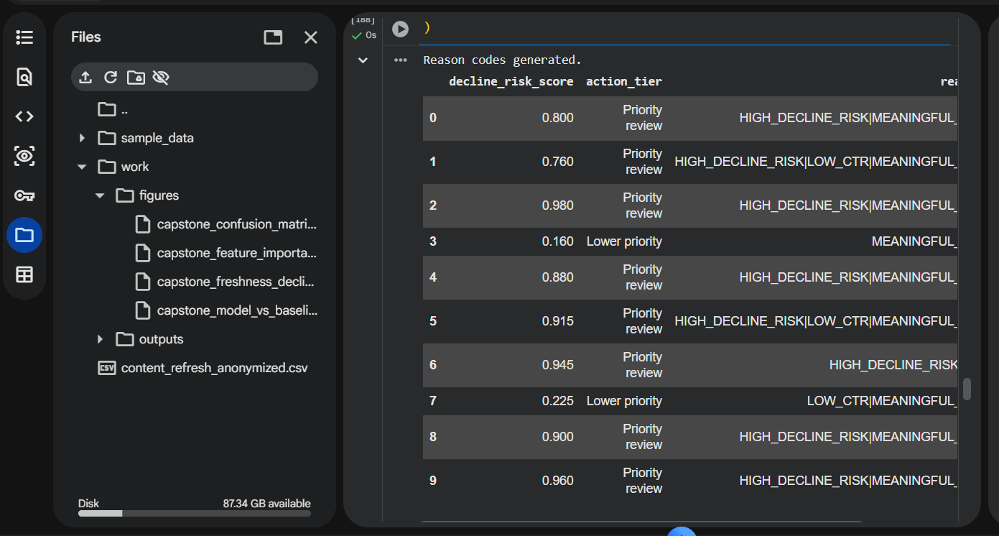 Files
..
sample_data
work
figures
capstone_confusion_matri...
capstone_feature_importa...
capstone_freshness_decli...
capstone_model_vs_baseli...
outputs
CSV content_refresh_anonymized.csv
Disk 87.34 GB available
[188]
0s
)
Reason codes generated.
decline_risk_score action_tier rea
0 0.800 Priority review HIGH_DECLINE_RISK|MEANINGFUL_
1 0.760 Priority review HIGH_DECLINE_RISK|LOW_CTR|MEANINGFUL_
2 0.980 Priority review HIGH_DECLINE_RISK|MEANINGFUL_
3 0.160 Lower priority MEANINGFUL_
4 0.880 Priority review HIGH_DECLINE_RISK|MEANINGFUL_
5 0.915 Priority review HIGH_DECLINE_RISK|LOW_CTR|MEANINGFUL_
6 0.945 Priority review HIGH_DECLINE_RISK
7 0.225 Lower priority LOW_CTR|MEANINGFUL_
8 0.900 Priority review HIGH_DECLINE_RISK|MEANINGFUL_
9 0.960 Priority review HIGH_DECLINE_RISK|MEANINGFUL_